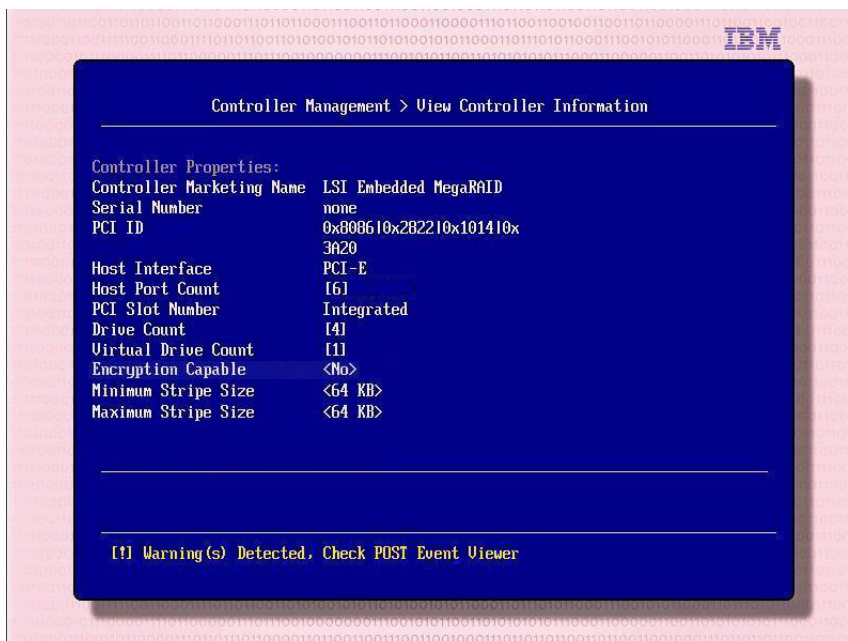 IBM
Controller Management > View Controller Information
Controller Properties:
Controller Marketing Name LSI Embedded MegaRAID
Serial Number none
PCI ID 0x8086|0x2822|0x1014|0x
3A20
Host Interface PCI-E
Host Port Count [6]
PCI Slot Number Integrated
Drive Count [4]
Virtual Drive Count [1]
Encryption Capable <No>
Minimum Stripe Size <64 KB>
Maximum Stripe Size <64 KB>
[!] Warning(s) Detected, Check POST Event Viewer